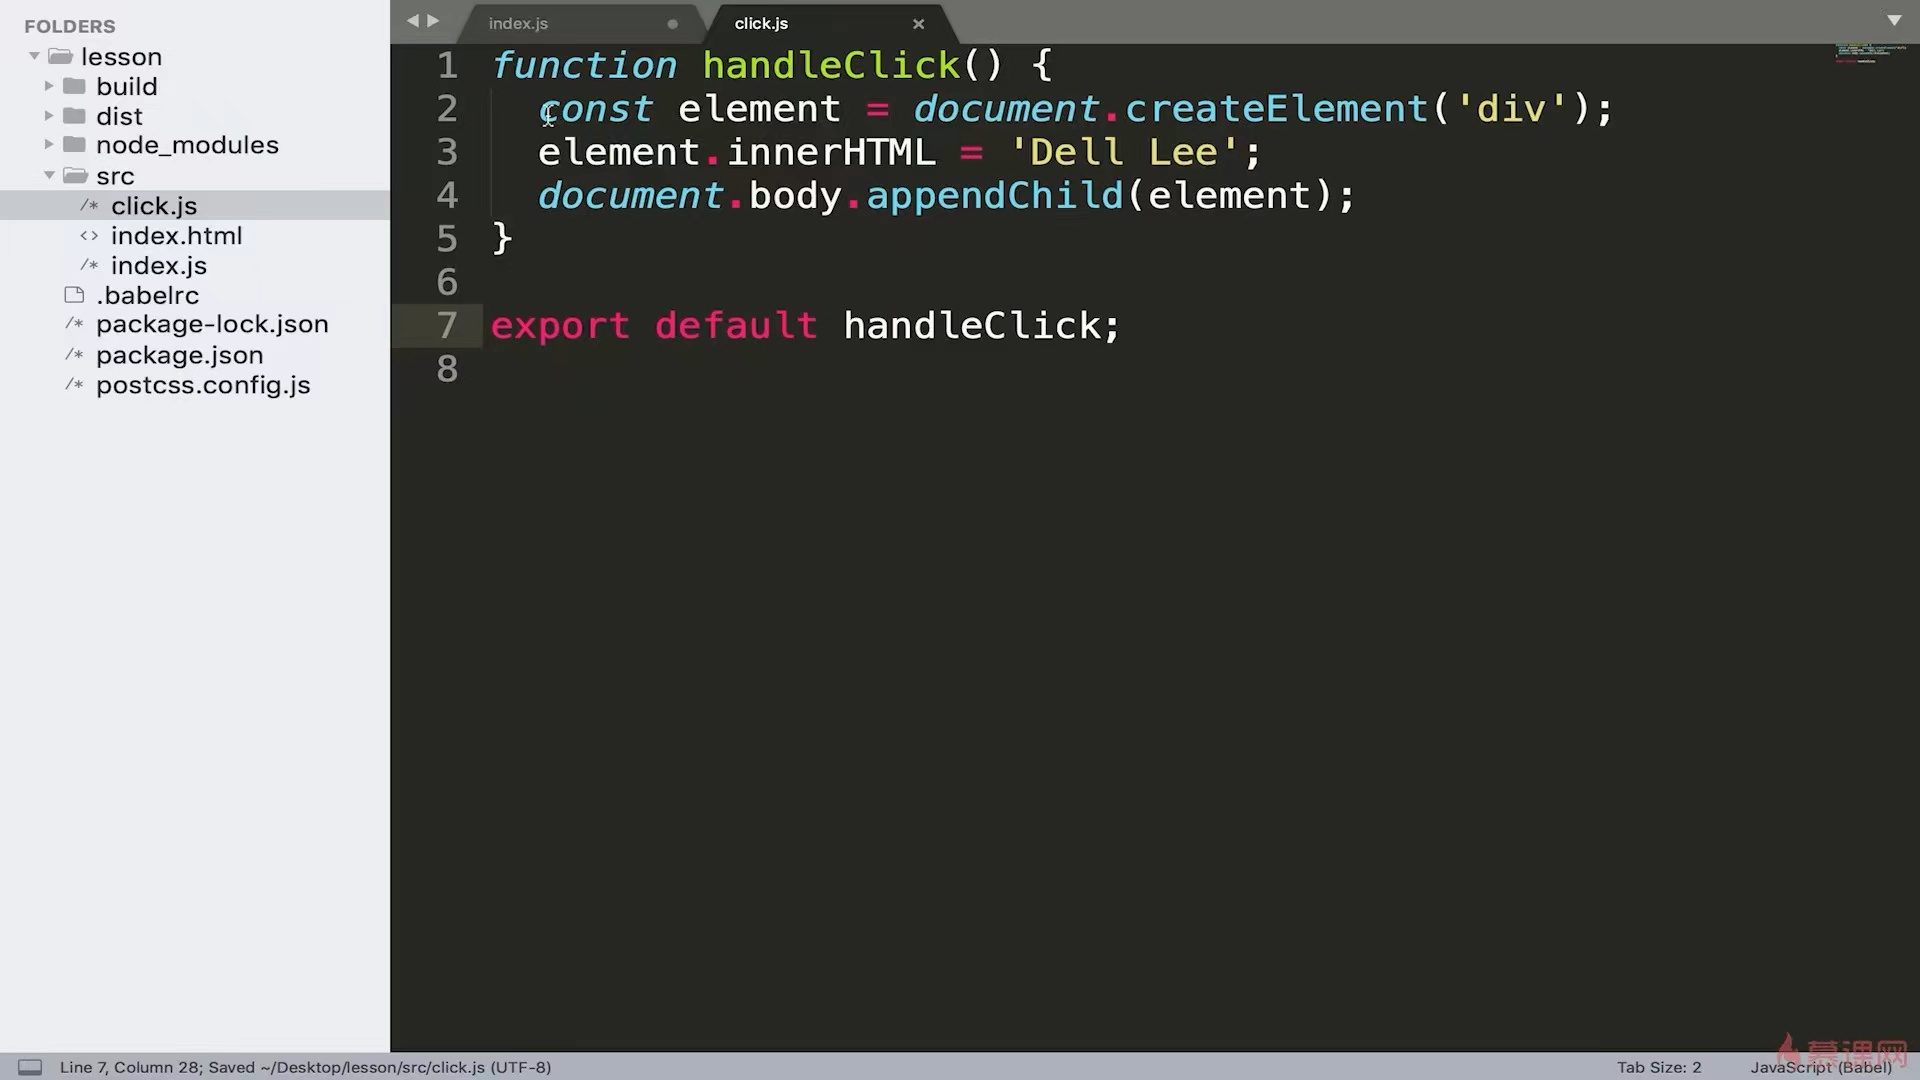 FOLDERS
lesson
build
dist
node_modules
src
/* click.js
<> index.html
/* index.js
.babelrc
/* package-lock.json
/* package.json
/* postcss.config.js
index.js
click.js
1 function handleClick() {
2   const element = document.createElement('div');
3   element.innerHTML = 'Dell Lee';
4   document.body.appendChild(element);
5 }
6
7 export default handleClick;
8
Line 7, Column 28; Saved ~/Desktop/lesson/src/click.js (UTF-8)
Tab Size: 2
JavaScript (Babel)
慕课网